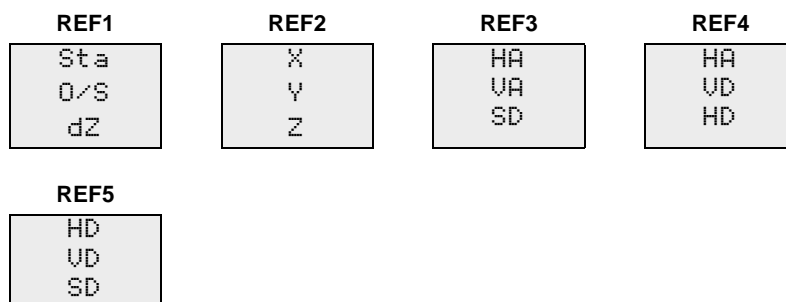 REF1 REF2 REF3 REF4
Sta X HA HA
O/S Y VA VD
dZ Z SD HD
REF5
HD
VD
SD